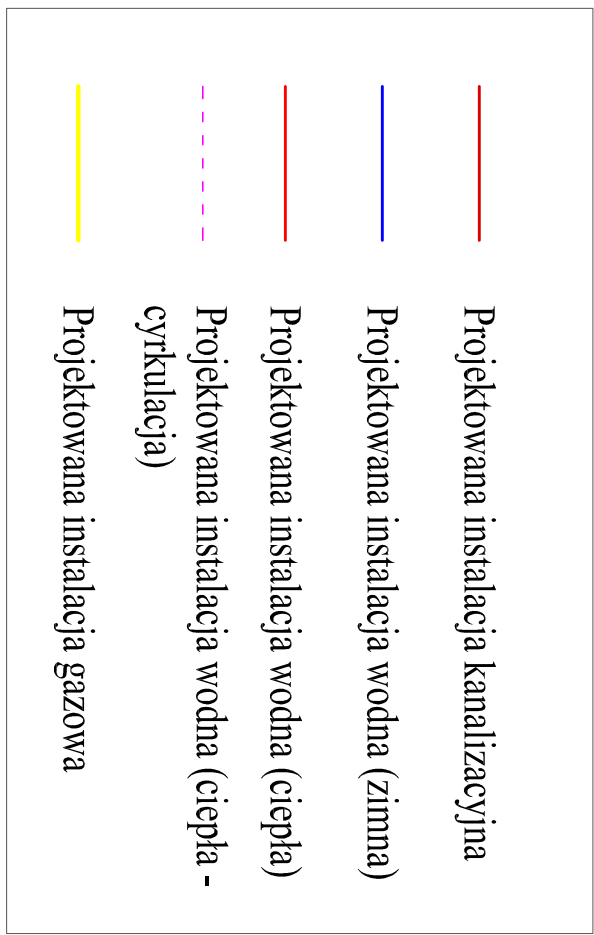 Projektowana instalacja kanalizacyjna
Projektowana instalacja wodna (zimna)
Projektowana instalacja wodna (ciepła)
Projektowana instalacja wodna (ciepła -
cyrkulacja)
Projektowana instalacja gazowa